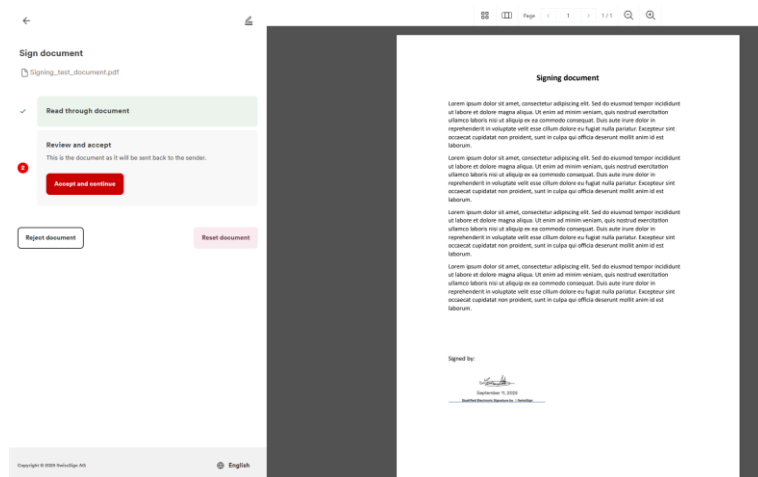 Page
1
1 / 1
Sign document
Signing_test_document.pdf
Read through document
Review and accept
This is the document as it will be sent back to the sender.
2
Accept and continue
Reject document
Reset document
Copyright © 2023 SwissSign AG
English
Signing document
Lorem ipsum dolor sit amet, consectetur adipiscing elit. Sed do eiusmod tempor incididunt
ut labore et dolore magna aliqua. Ut enim ad minim veniam, quis nostrud exercitation
ullamco laboris nisi ut aliquip ex ea commodo consequat. Duis aute irure dolor in
reprehenderit in voluptate velit esse cillum dolore eu fugiat nulla pariatur. Excepteur sint
occaecat cupidatat non proident, sunt in culpa qui officia deserunt mollit anim id est
laborum.
Lorem ipsum dolor sit amet, consectetur adipiscing elit. Sed do eiusmod tempor incididunt
ut labore et dolore magna aliqua. Ut enim ad minim veniam, quis nostrud exercitation
ullamco laboris nisi ut aliquip ex ea commodo consequat. Duis aute irure dolor in
reprehenderit in voluptate velit esse cillum dolore eu fugiat nulla pariatur. Excepteur sint
occaecat cupidatat non proident, sunt in culpa qui officia deserunt mollit anim id est
laborum.
Lorem ipsum dolor sit amet, consectetur adipiscing elit. Sed do eiusmod tempor incididunt
ut labore et dolore magna aliqua. Ut enim ad minim veniam, quis nostrud exercitation
ullamco laboris nisi ut aliquip ex ea commodo consequat. Duis aute irure dolor in
reprehenderit in voluptate velit esse cillum dolore eu fugiat nulla pariatur. Excepteur sint
occaecat cupidatat non proident, sunt in culpa qui officia deserunt mollit anim id est
laborum.
Lorem ipsum dolor sit amet, consectetur adipiscing elit. Sed do eiusmod tempor incididunt
ut labore et dolore magna aliqua. Ut enim ad minim veniam, quis nostrud exercitation
ullamco laboris nisi ut aliquip ex ea commodo consequat. Duis aute irure dolor in
reprehenderit in voluptate velit esse cillum dolore eu fugiat nulla pariatur. Excepteur sint
occaecat cupidatat non proident, sunt in culpa qui officia deserunt mollit anim id est
laborum.
Signed by:
September 11, 2023
Qualified Electronic Signature by | SwissSign